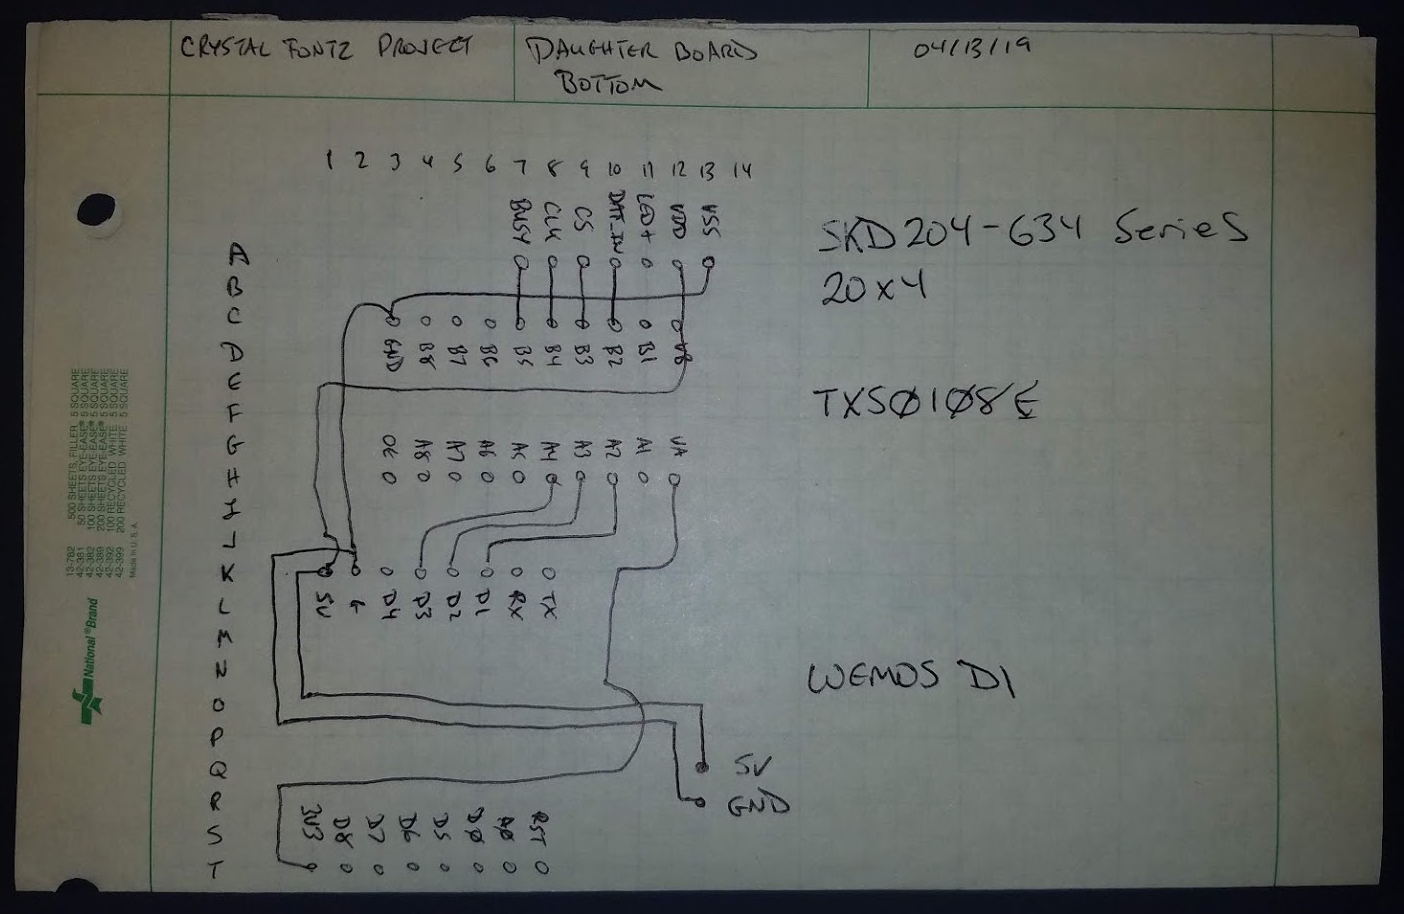 CRYSTAL FONTZ PROJECT
DAUGHTER BOARD
BOTTOM
04/13/19
1 2 3 4 5 6 7 8 9 10 11 12 13 14
BUSY CLK CS DAT_IN LED+ VDD VSS
SKD204-634 Series
20x4
A
B
C
D
E
F
G
H
L
K
L
M
N
O
P
Q
R
S
T
GND B8 B7 B6 B5 B4 B3 B2 B1 VB
TXSØ1Ø8E
OE A8 A7 A6 A5 A4 A3 A2 A1 VA
5V G D4 D3 D2 D1 RX TX
WEMOS D1
5V
GND
3V3 D8 D7 D6 D5 DØ AØ RST
13-782 500 SHEETS, FILLER 5 SQUARE
42-381 50 SHEETS EYE-EASE® 5 SQUARE
42-382 100 SHEETS EYE-EASE® 5 SQUARE
42-389 200 SHEETS EYE-EASE® 5 SQUARE
42-392 100 RECYCLED WHITE 5 SQUARE
42-399 200 RECYCLED WHITE 5 SQUARE
Made in U.S.A.
National® Brand